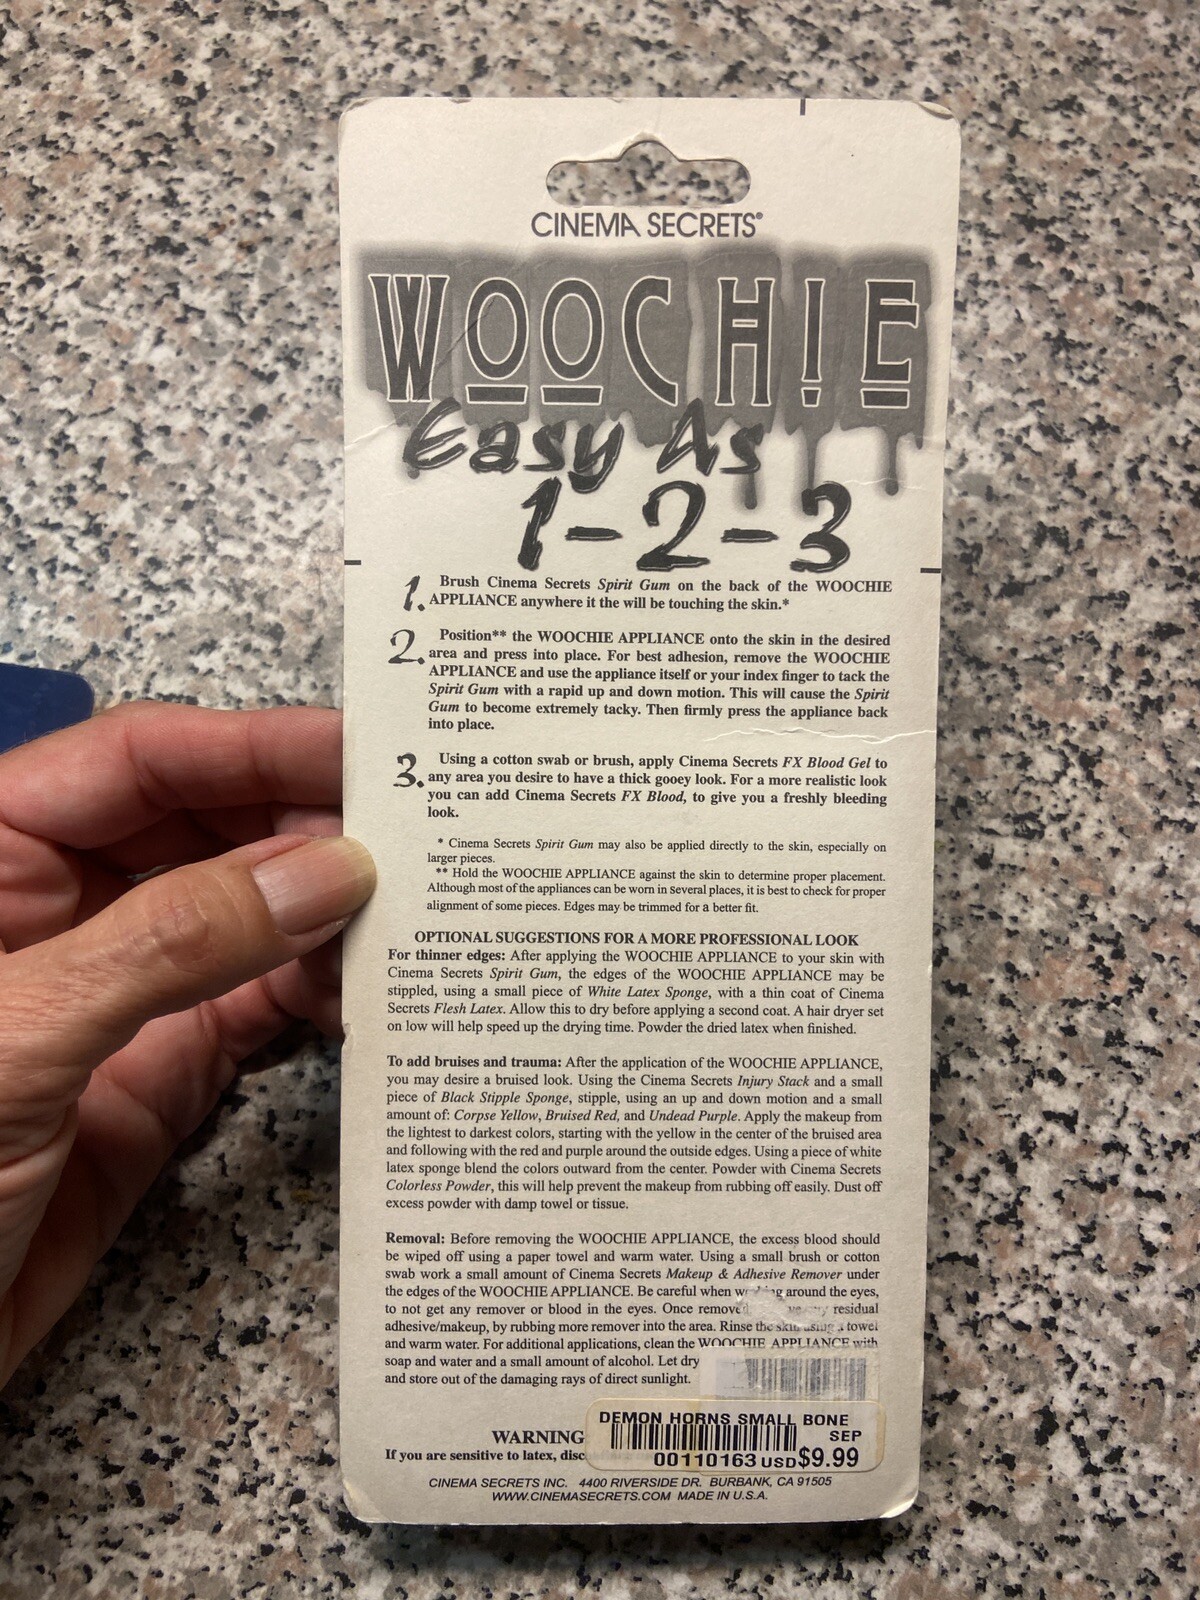 CINEMA SECRETS®
WOOCHIE
Easy As
1-2-3
1. Brush Cinema Secrets Spirit Gum on the back of the WOOCHIE
APPLIANCE anywhere it the will be touching the skin.*
2. Position** the WOOCHIE APPLIANCE onto the skin in the desired
area and press into place. For best adhesion, remove the WOOCHIE
APPLIANCE and use the appliance itself or your index finger to tack the
Spirit Gum with a rapid up and down motion. This will cause the Spirit
Gum to become extremely tacky. Then firmly press the appliance back
into place.
3. Using a cotton swab or brush, apply Cinema Secrets FX Blood Gel to
any area you desire to have a thick gooey look. For a more realistic look
you can add Cinema Secrets FX Blood, to give you a freshly bleeding
look.
* Cinema Secrets Spirit Gum may also be applied directly to the skin, especially on
larger pieces.
** Hold the WOOCHIE APPLIANCE against the skin to determine proper placement.
Although most of the appliances can be worn in several places, it is best to check for proper
alignment of some pieces. Edges may be trimmed for a better fit.
OPTIONAL SUGGESTIONS FOR A MORE PROFESSIONAL LOOK
For thinner edges: After applying the WOOCHIE APPLIANCE to your skin with
Cinema Secrets Spirit Gum, the edges of the WOOCHIE APPLIANCE may be
stippled, using a small piece of White Latex Sponge, with a thin coat of Cinema
Secrets Flesh Latex. Allow this to dry before applying a second coat. A hair dryer set
on low will help speed up the drying time. Powder the dried latex when finished.
To add bruises and trauma: After the application of the WOOCHIE APPLIANCE,
you may desire a bruised look. Using the Cinema Secrets Injury Stack and a small
piece of Black Stipple Sponge, stipple, using an up and down motion and a small
amount of: Corpse Yellow, Bruised Red, and Undead Purple. Apply the makeup from
the lightest to darkest colors, starting with the yellow in the center of the bruised area
and following with the red and purple around the outside edges. Using a piece of white
latex sponge blend the colors outward from the center. Powder with Cinema Secrets
Colorless Powder, this will help prevent the makeup from rubbing off easily. Dust off
excess powder with damp towel or tissue.
Removal: Before removing the WOOCHIE APPLIANCE, the excess blood should
be wiped off using a paper towel and warm water. Using a small brush or cotton
swab work a small amount of Cinema Secrets Makeup & Adhesive Remover under
the edges of the WOOCHIE APPLIANCE. Be careful when around the eyes,
to not get any remover or blood in the eyes. Once removed residual
adhesive/makeup, by rubbing more remover into the area. Rinse the skin using a towel
and warm water. For additional applications, clean the WOOCHIE APPLIANCE with
soap and water and a small amount of alcohol. Let dry
and store out of the damaging rays of direct sunlight.
WARNING
If you are sensitive to latex,
DEMON HORNS SMALL BONE
SEP
00110163 USD $9.99
CINEMA SECRETS INC. 4400 RIVERSIDE DR. BURBANK, CA 91505
WWW.CINEMASECRETS.COM MADE IN U.S.A.